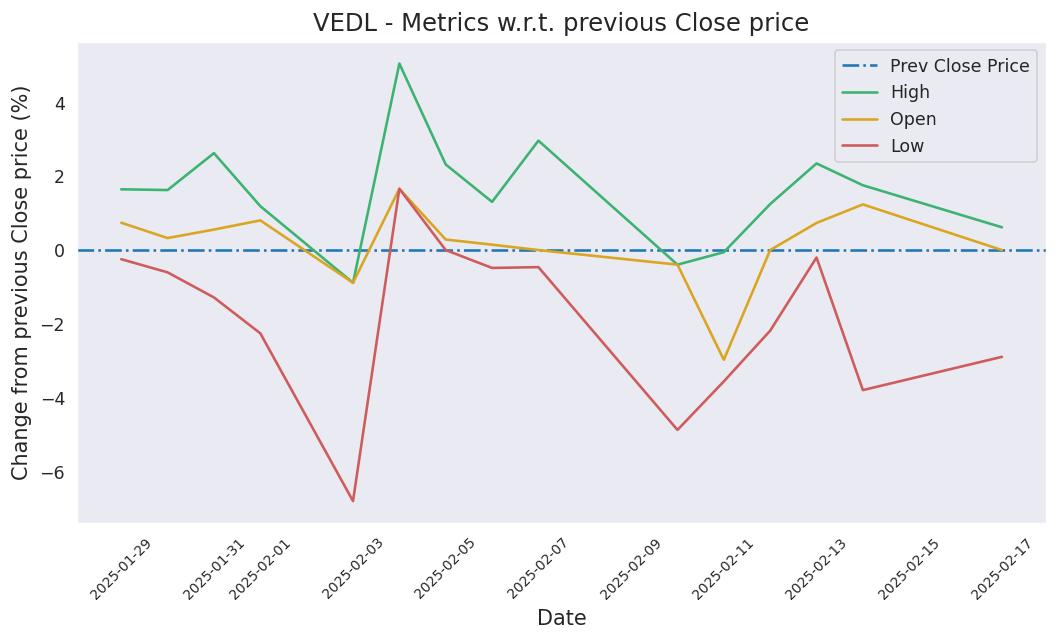 VEDL - Metrics w.r.t. previous Close price
Prev Close Price
High
Open
Low
Change from previous Close price (%)
4
2
0
−2
−4
−6
2025-01-29
2025-01-31
2025-02-01
2025-02-03
2025-02-05
2025-02-07
2025-02-09
2025-02-11
2025-02-13
2025-02-15
2025-02-17
Date